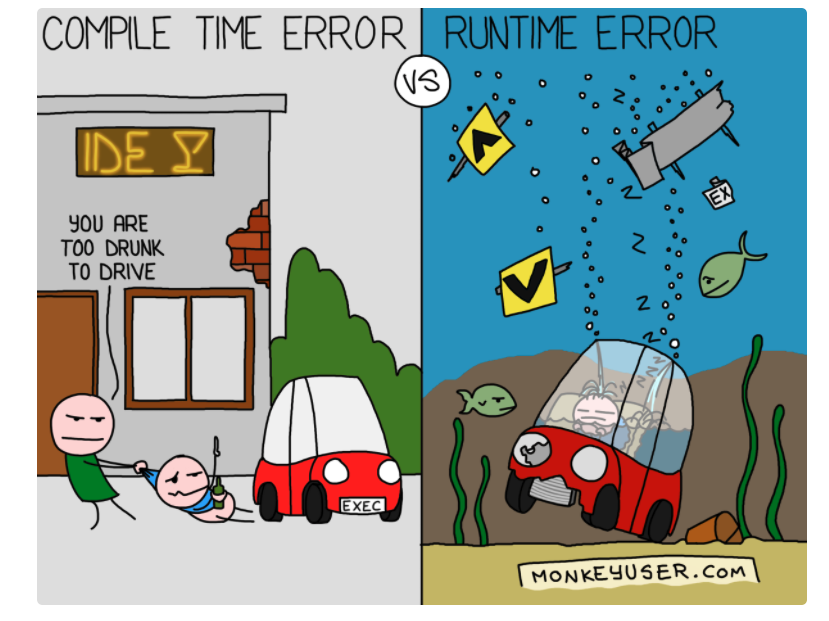 COMPILE TIME ERROR
VS
RUNTIME ERROR
IDE
YOU ARE
TOO DRUNK
TO DRIVE
EXEC
Z
EX
Z
Z
Z
Z
Z
Z
Z
Z
MONKEYUSER.COM